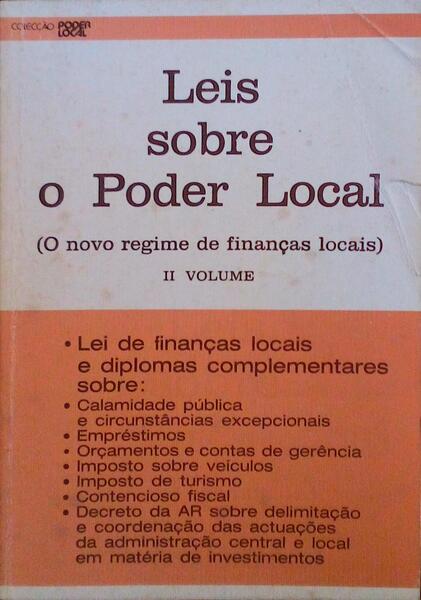 COLECÇÃO PODER LOCAL
Leis
sobre
o Poder Local
(O novo regime de finanças locais)
II VOLUME
• Lei de finanças locais
e diplomas complementares
sobre:
• Calamidade pública
e circunstâncias excepcionais
• Empréstimos
• Orçamentos e contas de gerência
• Imposto sobre veículos
• Imposto de turismo
• Contencioso fiscal
• Decreto da AR sobre delimitação
e coordenação das actuações
da administração central e local
em matéria de investimentos